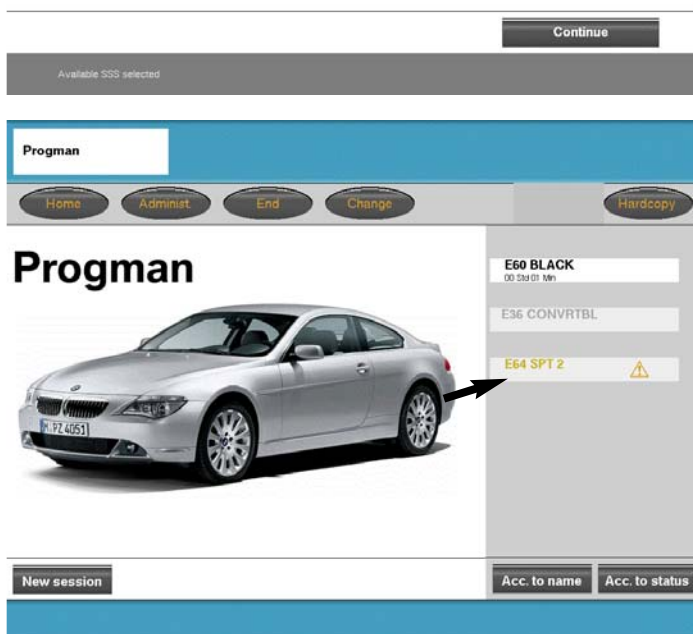 Continue
Available SSS selected
Progman
Home
Administ.
End
Change
Hardcopy
Progman
E60 BLACK
00 Std 01 Min
E36 CONVRTBL
E64 SPT 2
M·PZ 4051
New session
Acc. to name
Acc. to status